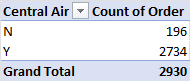 Central Air Count of Order
N 196
Y 2734
Grand Total 2930